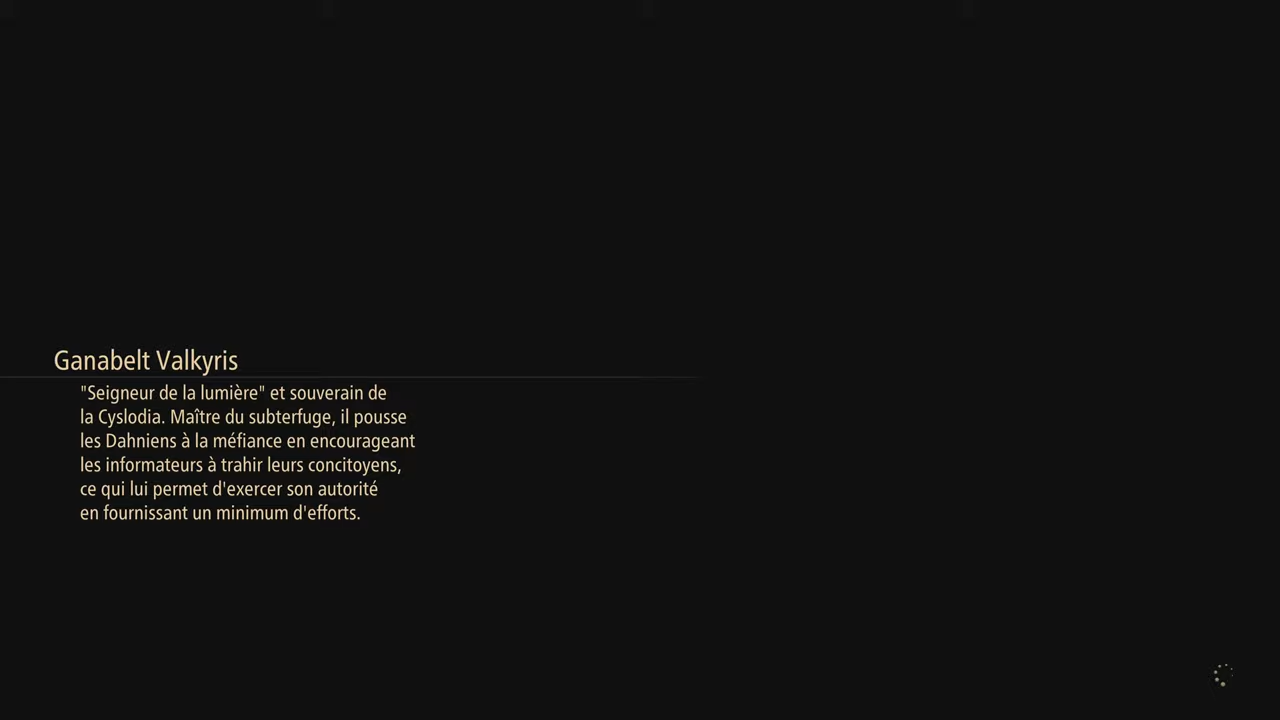 Ganabelt Valkyris
"Seigneur de la lumière" et souverain de
la Cyslodia. Maître du subterfuge, il pousse
les Dahniens à la méfiance en encourageant
les informateurs à trahir leurs concitoyens,
ce qui lui permet d'exercer son autorité
en fournissant un minimum d'efforts.